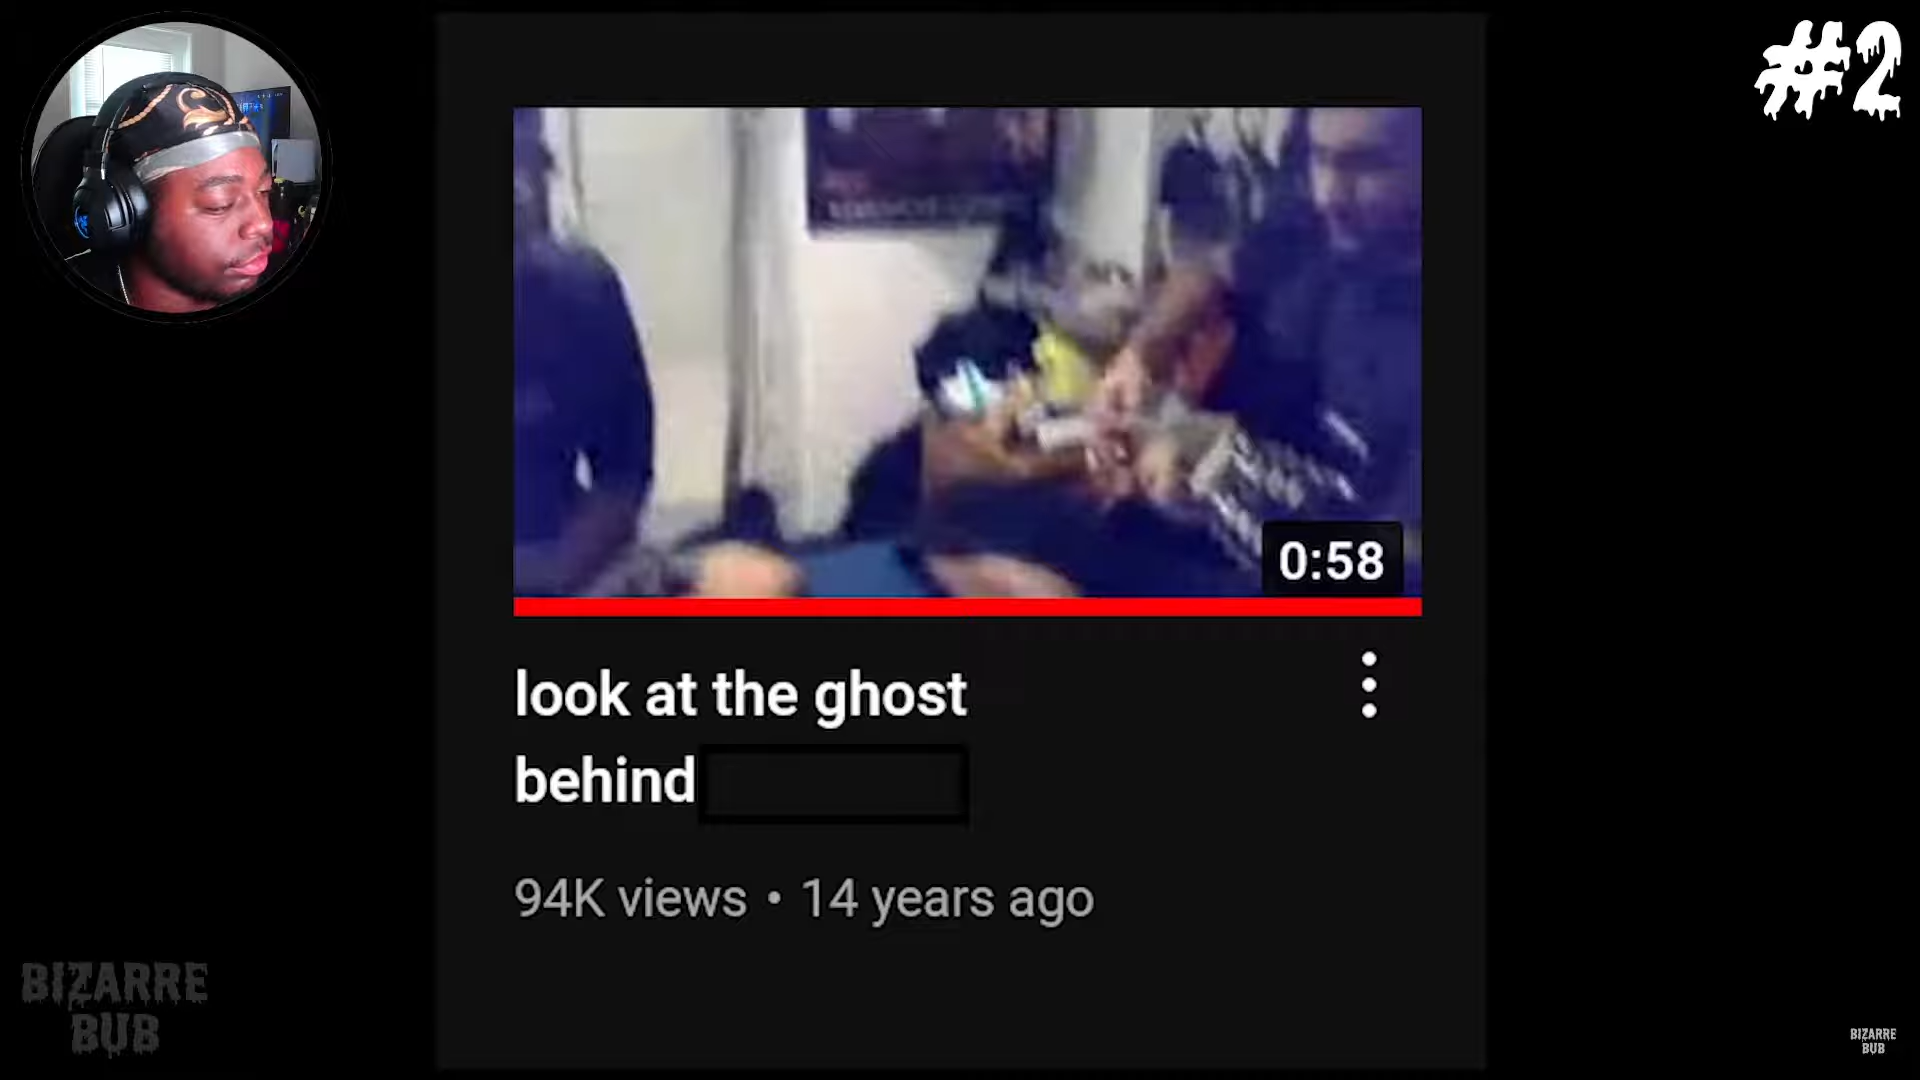 #2
0:58
look at the ghost
behind
94K views • 14 years ago
BIZARRE
BUB
BIZARRE
BUB